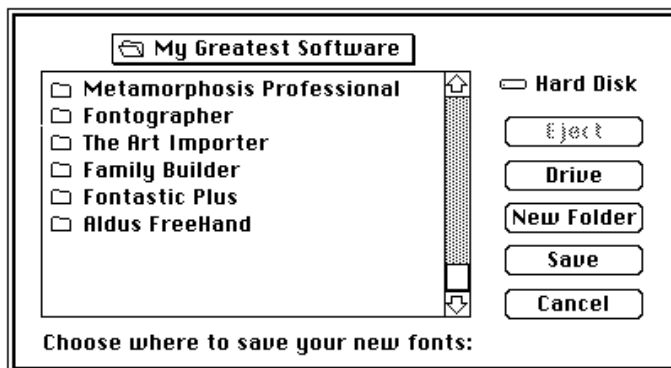 My Greatest Software
Metamorphosis Professional
Fontographer
The Art Importer
Family Builder
Fontastic Plus
Aldus FreeHand
Hard Disk
Eject
Drive
New Folder
Save
Cancel
Choose where to save your new fonts: